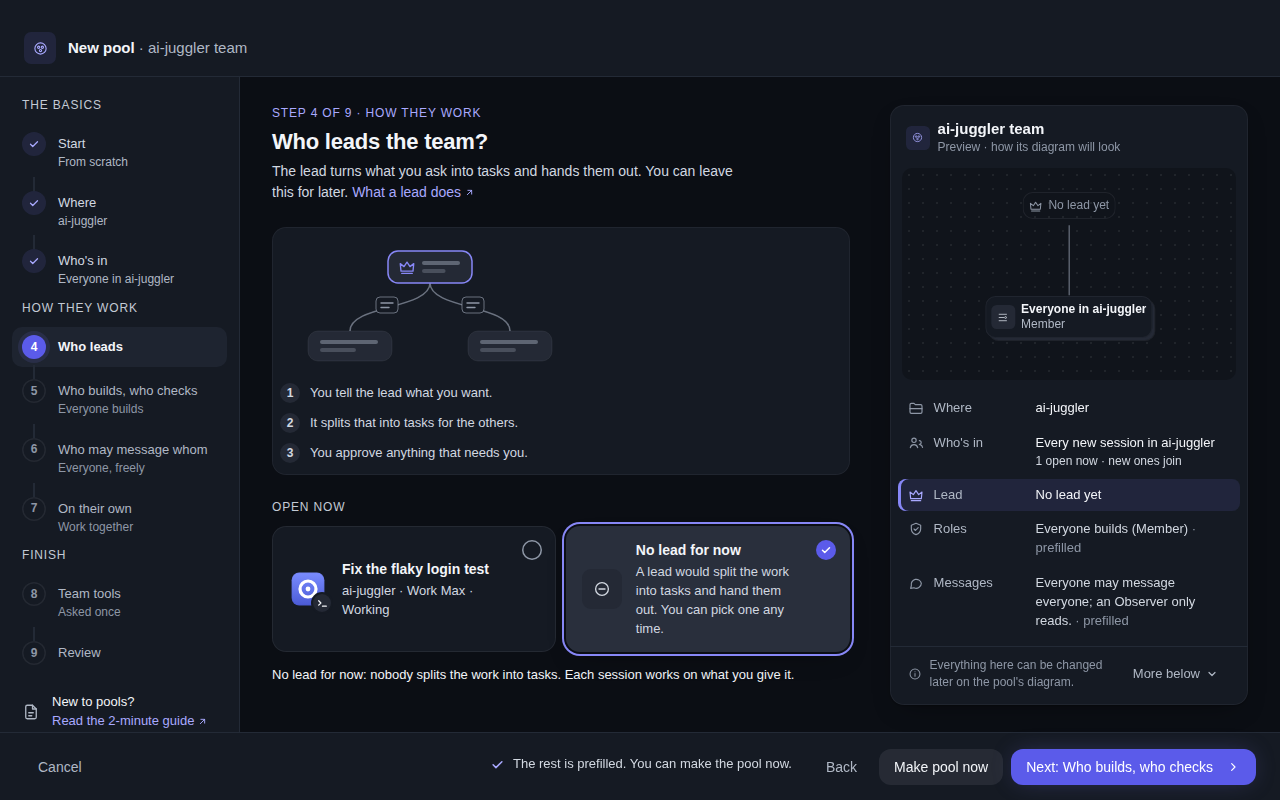 New pool · ai-juggler team
THE BASICS
Start
From scratch
Where
ai-juggler
Who's in
Everyone in ai-juggler
HOW THEY WORK
4 Who leads
5 Who builds, who checks
Everyone builds
6 Who may message whom
Everyone, freely
7 On their own
Work together
FINISH
8 Team tools
Asked once
9 Review
New to pools?
Read the 2-minute guide
STEP 4 OF 9 · HOW THEY WORK
Who leads the team?
The lead turns what you ask into tasks and hands them out. You can leave
this for later. What a lead does
1 You tell the lead what you want.
2 It splits that into tasks for the others.
3 You approve anything that needs you.
OPEN NOW
Fix the flaky login test
ai-juggler · Work Max ·
Working
No lead for now
A lead would split the work
into tasks and hand them
out. You can pick one any
time.
No lead for now: nobody splits the work into tasks. Each session works on what you give it.
ai-juggler team
Preview · how its diagram will look
No lead yet
Everyone in ai-juggler
Member
Where ai-juggler
Who's in Every new session in ai-juggler
1 open now · new ones join
Lead No lead yet
Roles Everyone builds (Member) ·
prefilled
Messages Everyone may message
everyone; an Observer only
reads. · prefilled
Everything here can be changed
later on the pool's diagram.
More below
Cancel
The rest is prefilled. You can make the pool now.
Back
Make pool now
Next: Who builds, who checks